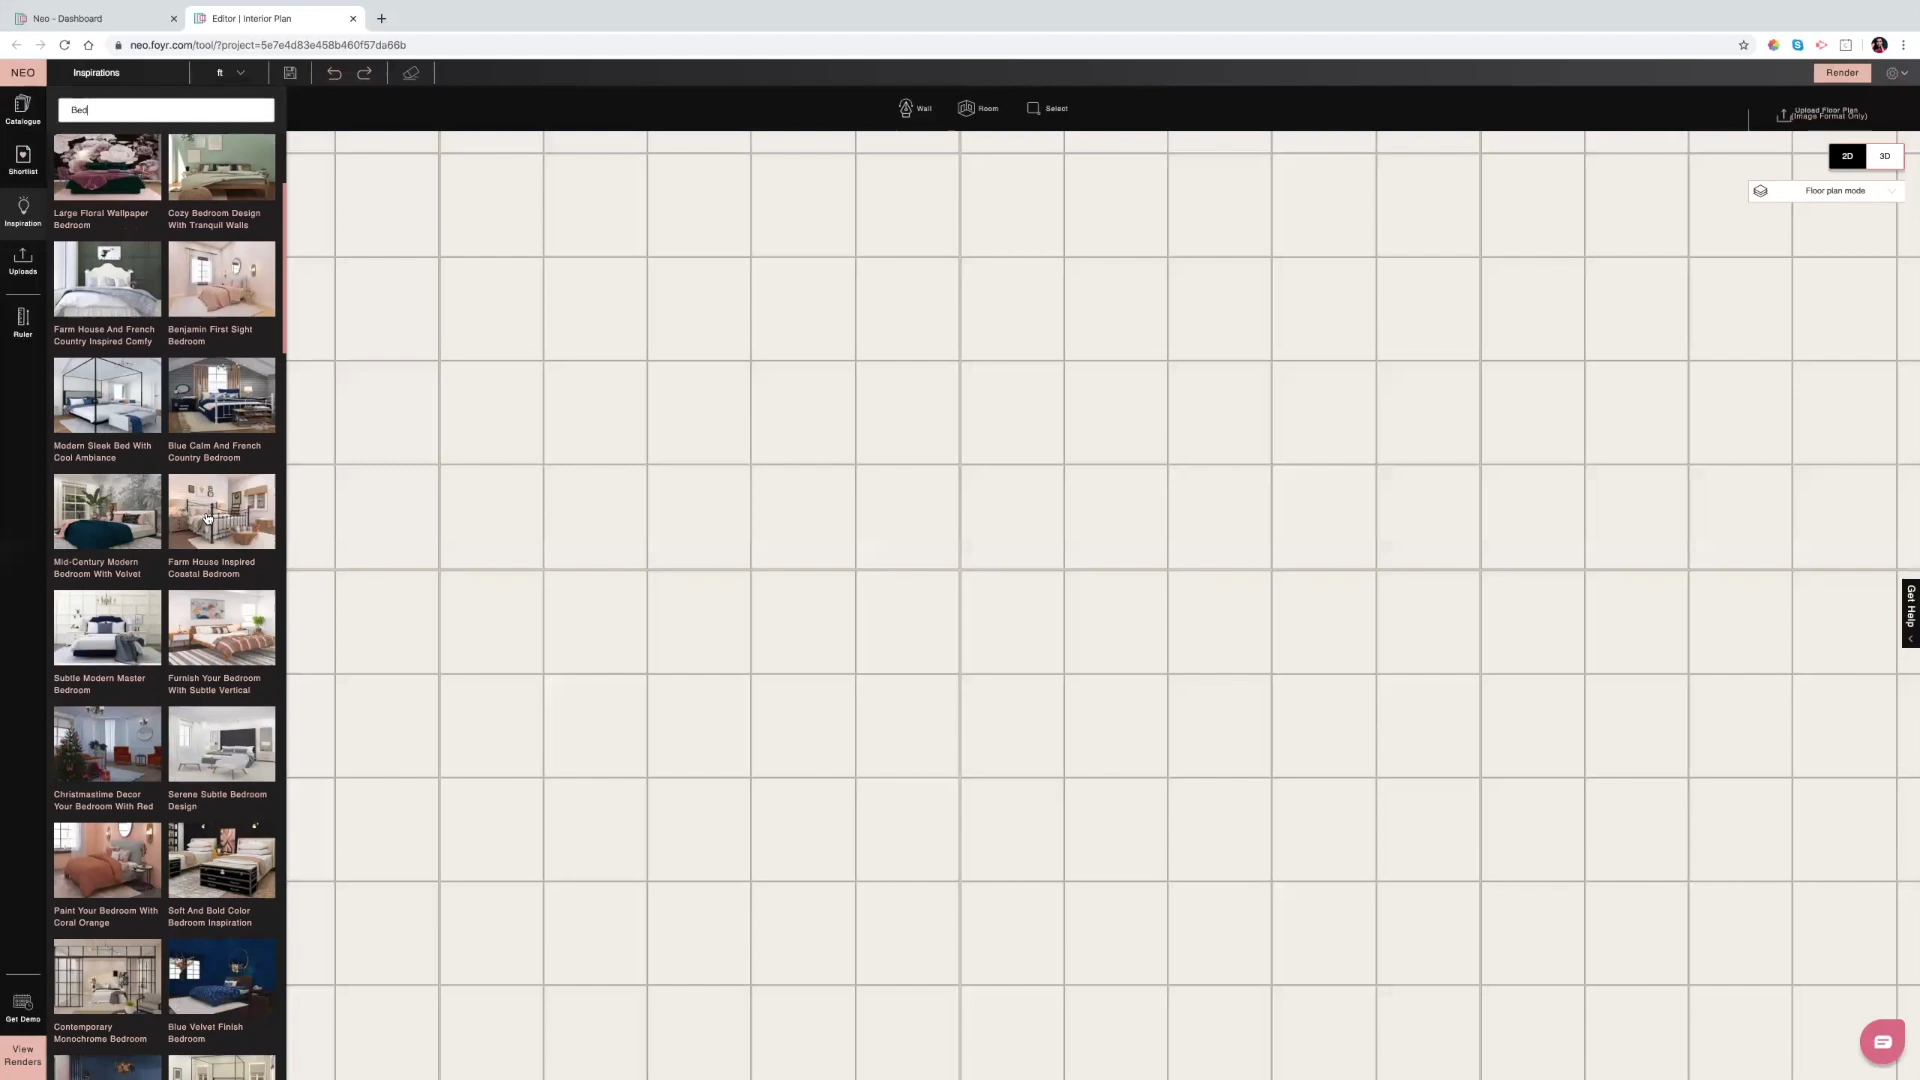 Neo - Dashboard
Editor | Interior Plan
neo.foyr.com/tool/?project=5e7e4d83e458b460f57da66b
NEO
Inspirations
ft
Render
Bed
Wall
Room
Select
Upload Floor Plan
(Image Format Only)
Catalogue
Shortlist
Inspiration
Uploads
Ruler
2D
3D
Floor plan mode
Large Floral Wallpaper
Bedroom
Cozy Bedroom Design
With Tranquil Walls
Farm House And French
Country Inspired Comfy
Benjamin First Sight
Bedroom
Modern Sleek Bed With
Cool Ambiance
Blue Calm And French
Country Bedroom
Mid-Century Modern
Bedroom With Velvet
Farm House Inspired
Coastal Bedroom
Subtle Modern Master
Bedroom
Furnish Your Bedroom
With Subtle Vertical
Christmastime Decor
Your Bedroom With Red
Serene Subtle Bedroom
Design
Paint Your Bedroom With
Coral Orange
Soft And Bold Color
Bedroom Inspiration
Contemporary
Monochrome Bedroom
Blue Velvet Finish
Bedroom
Get Help
Get Demo
View
Renders